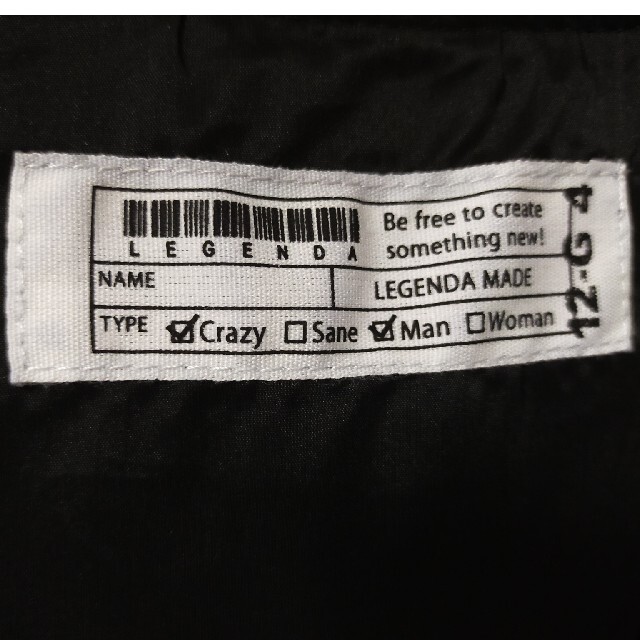 Be free to create
something new!
LEGENDA
NAME
LEGENDA MADE
TYPE ☑Crazy ☐Sane ☑Man ☐Woman
12-G 4